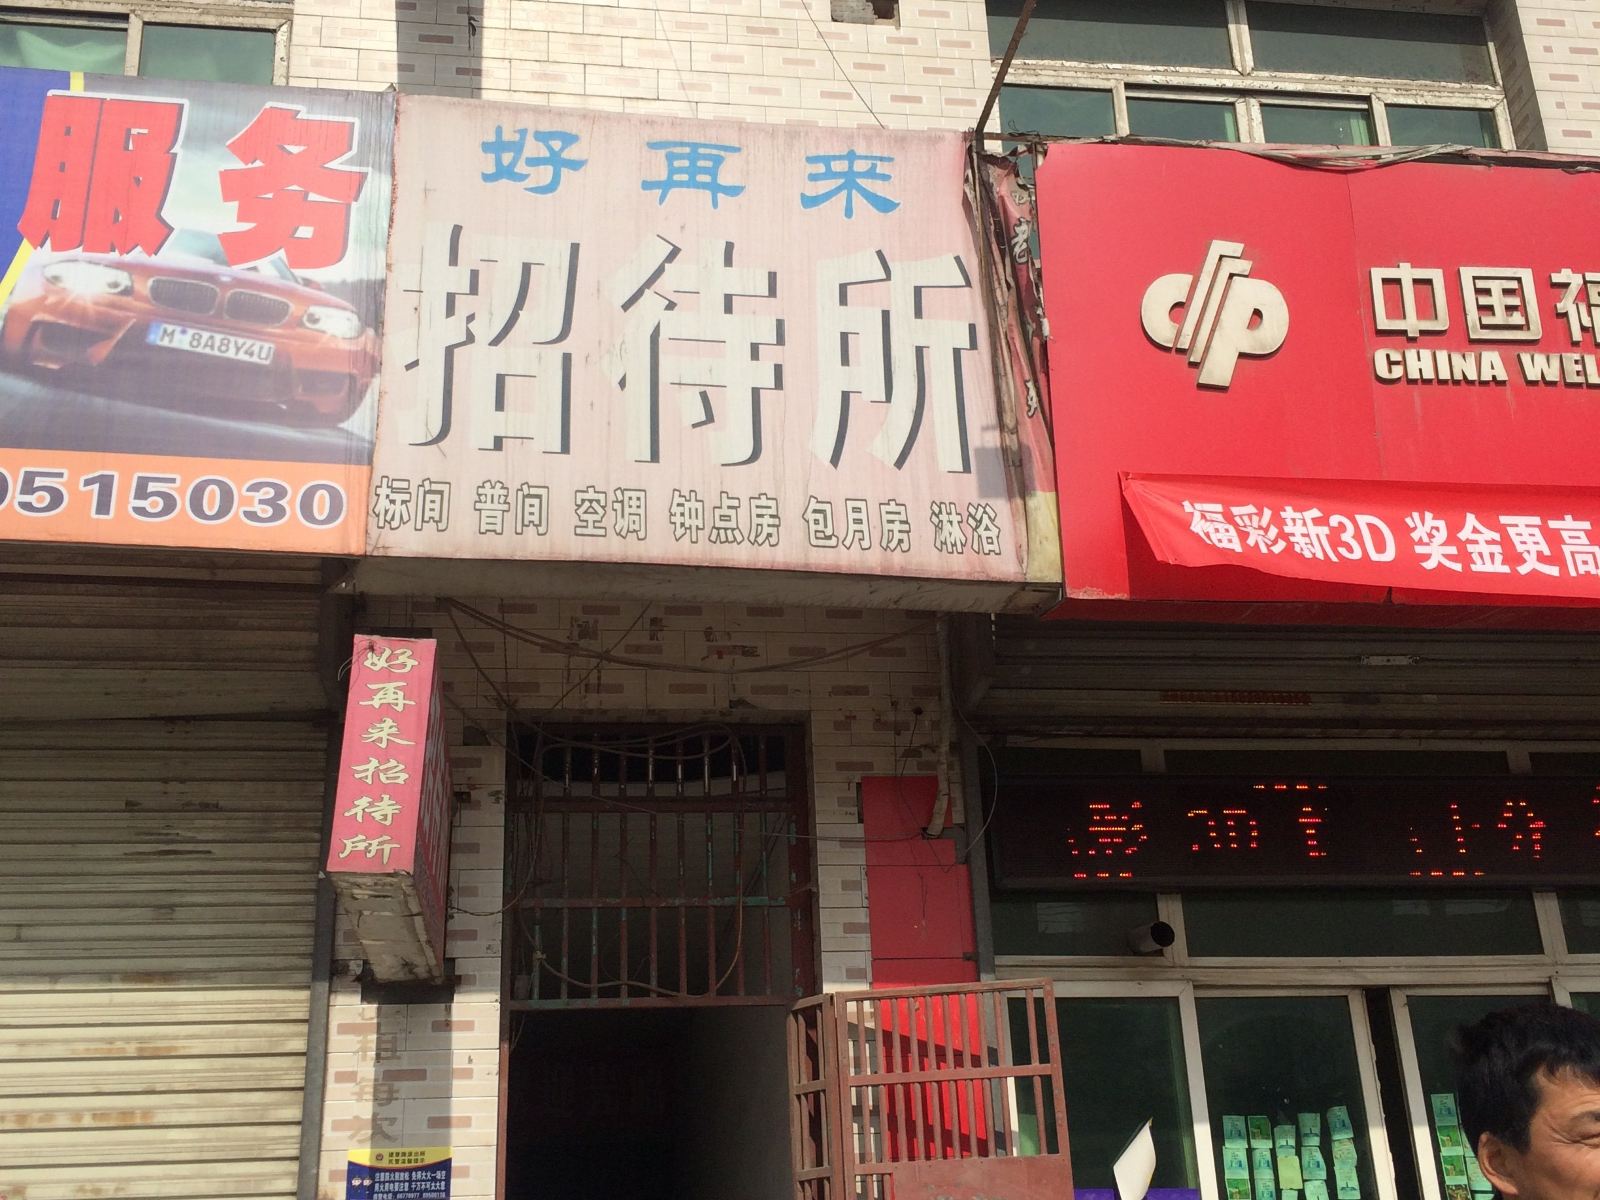 服务
M 8A8Y4U
9515030
好再来
招待所
标间 普间 空调 钟点房 包月房 淋浴
中国福
CHINA WEL
福彩新3D 奖金更高
好再来招待所